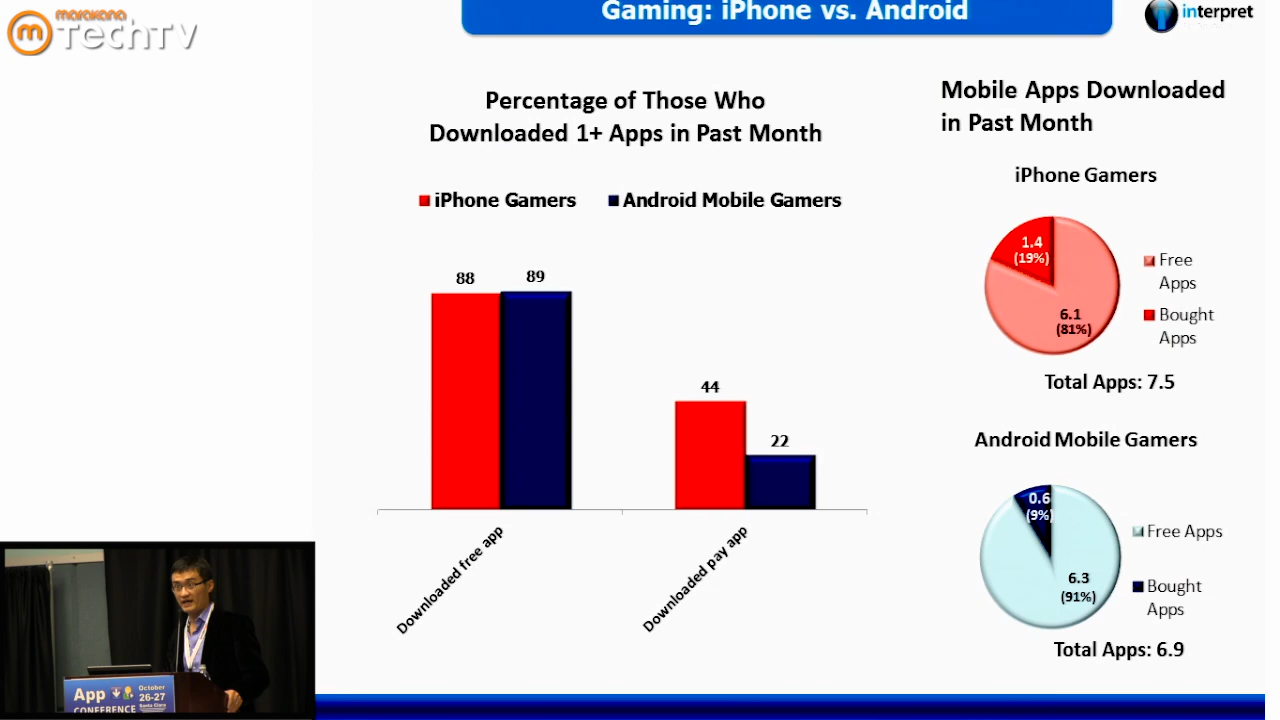 marakana
TechTV
Gaming: iPhone vs. Android
interpret
Percentage of Those Who
Downloaded 1+ Apps in Past Month
iPhone Gamers
Android Mobile Gamers
88
89
44
22
Downloaded free app
Downloaded pay app
Mobile Apps Downloaded
in Past Month
iPhone Gamers
1.4
(19%)
6.1
(81%)
Free
Apps
Bought
Apps
Total Apps: 7.5
Android Mobile Gamers
0.6
(9%)
6.3
(91%)
Free Apps
Bought
Apps
Total Apps: 6.9
App
CONFERENCE
October
26-27
Santa Clara